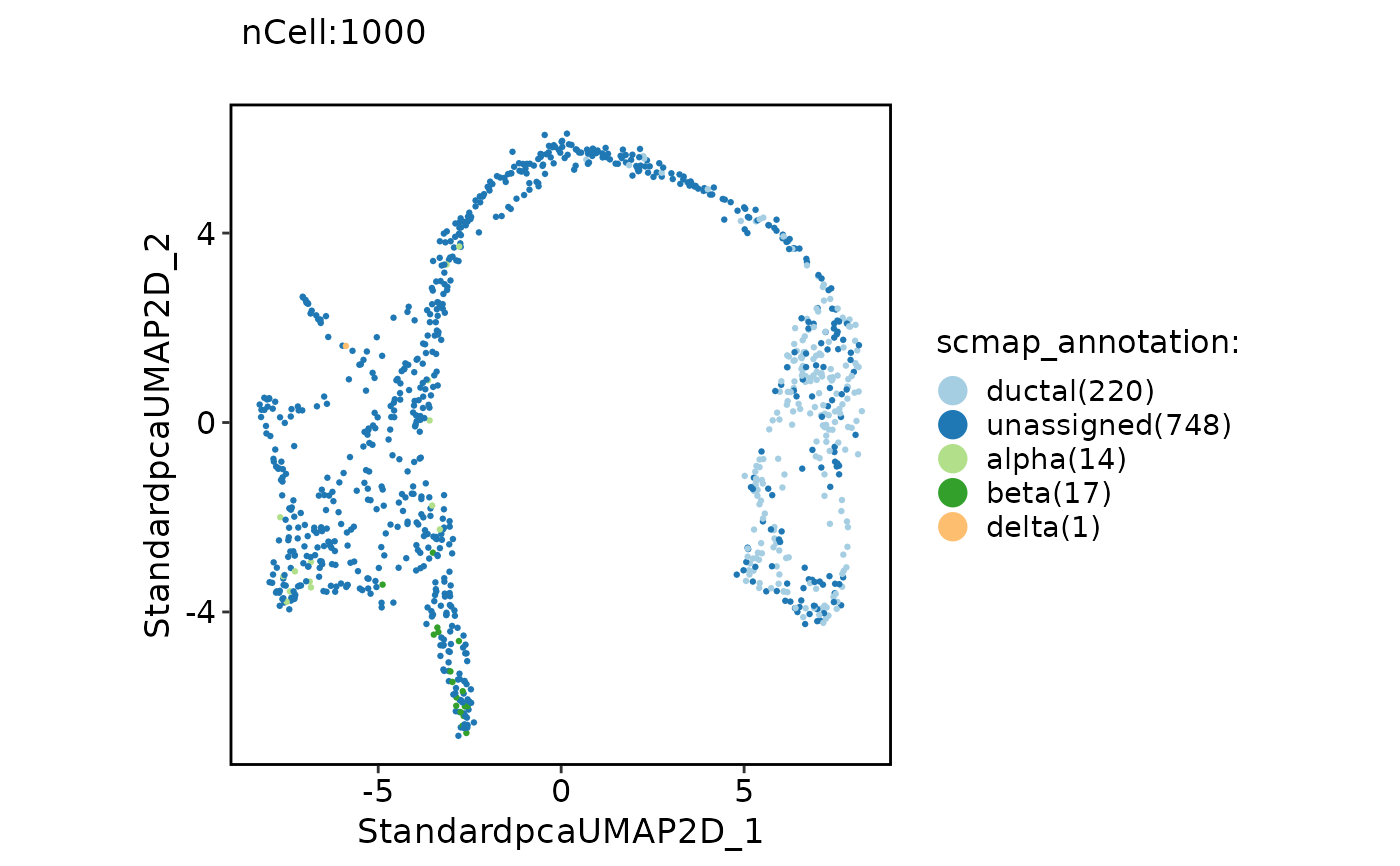 nCell:1000
StandardpcaUMAP2D_2
4
0
-4
-5
0
5
StandardpcaUMAP2D_1
scmap_annotation:
ductal(220)
unassigned(748)
alpha(14)
beta(17)
delta(1)